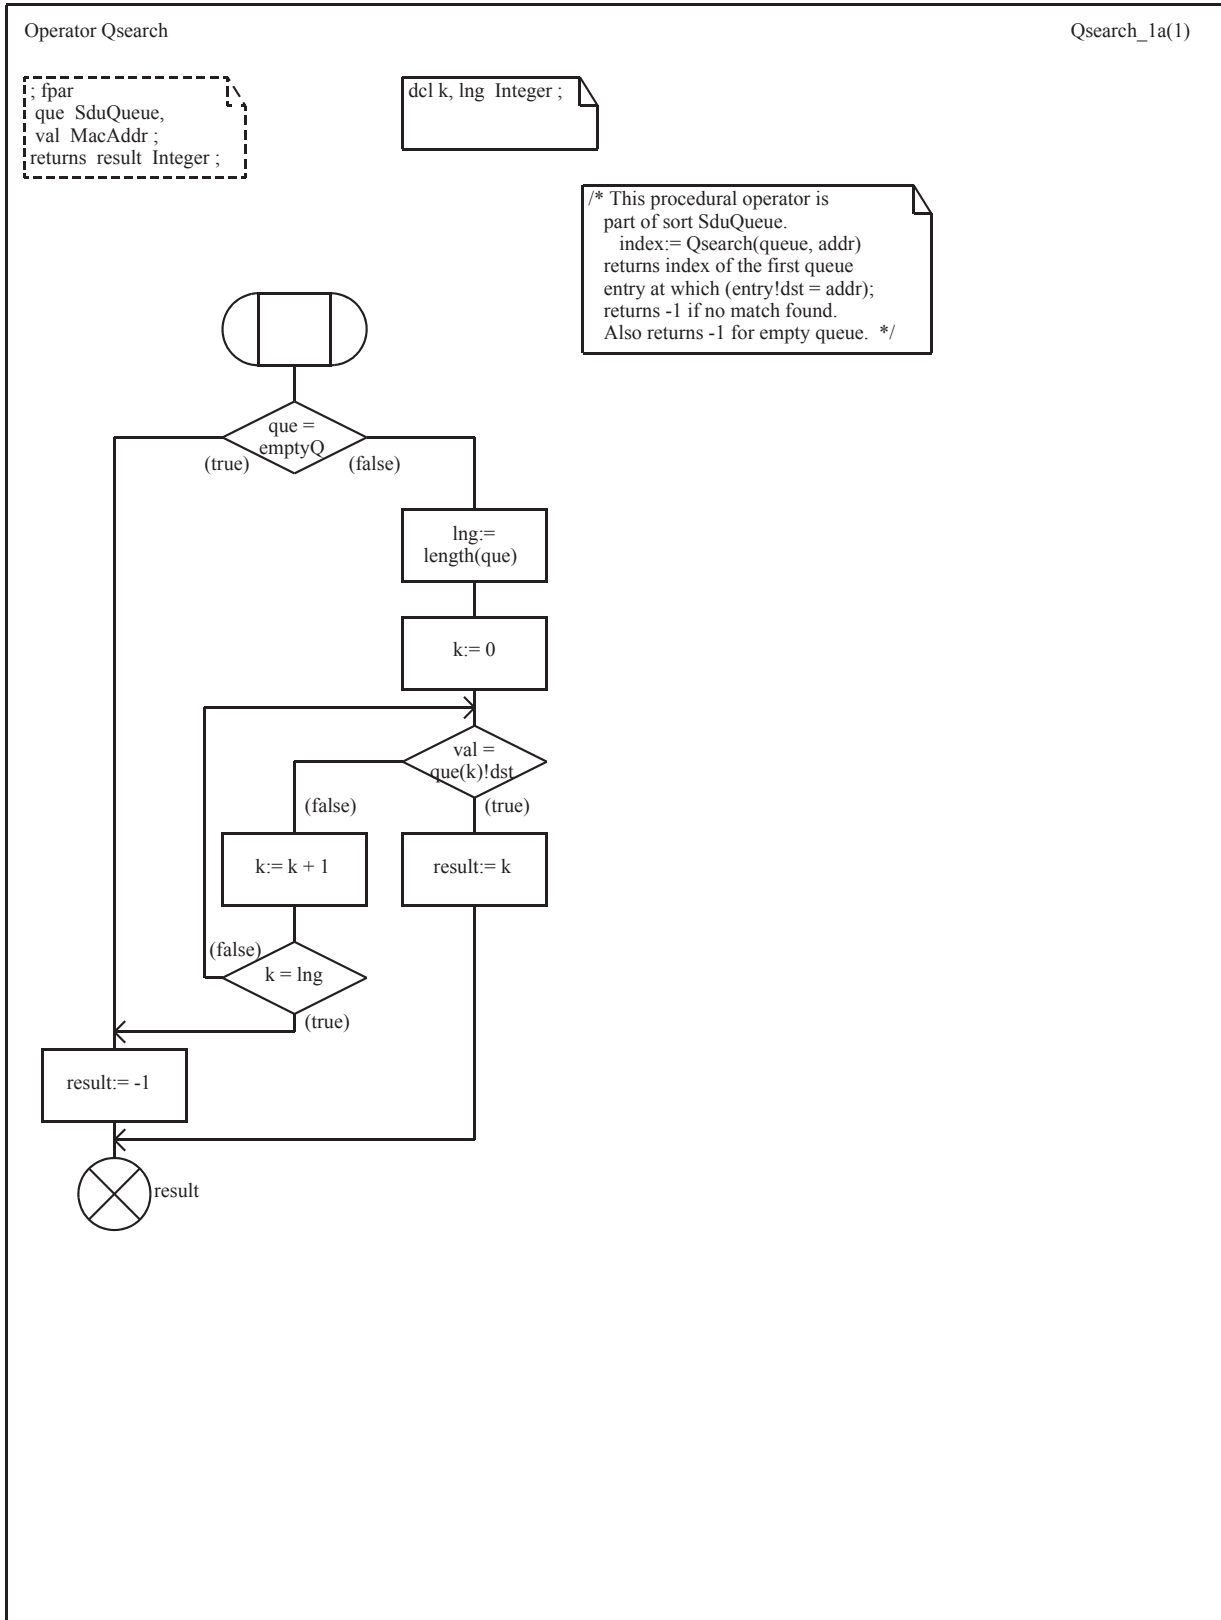 Operator Qsearch
Qsearch_1a(1)
; fpar
que SduQueue,
val MacAddr ;
returns result Integer ;
dcl k, lng Integer ;
/* This procedural operator is
part of sort SduQueue.
index:= Qsearch(queue, addr)
returns index of the first queue
entry at which (entry!dst = addr);
returns -1 if no match found.
Also returns -1 for empty queue. */
que =
emptyQ
(true)
(false)
lng:=
length(que)
k:= 0
val =
que(k)!dst
(false)
(true)
k:= k + 1
result:= k
(false)
k = lng
(true)
result:= -1
result